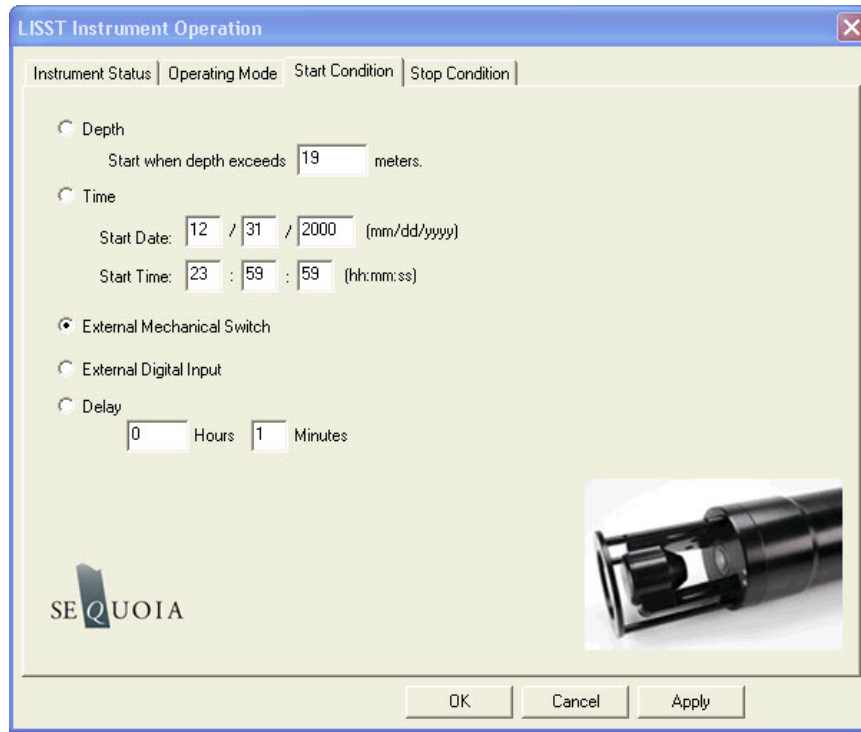 LISST Instrument Operation
Instrument Status Operating Mode Start Condition Stop Condition
Depth
Start when depth exceeds 19 meters.
Time
Start Date: 12 / 31 / 2000 (mm/dd/yyyy)
Start Time: 23 : 59 : 59 (hh:mm:ss)
External Mechanical Switch
External Digital Input
Delay
0 Hours 1 Minutes
SEQUOIA
OK Cancel Apply